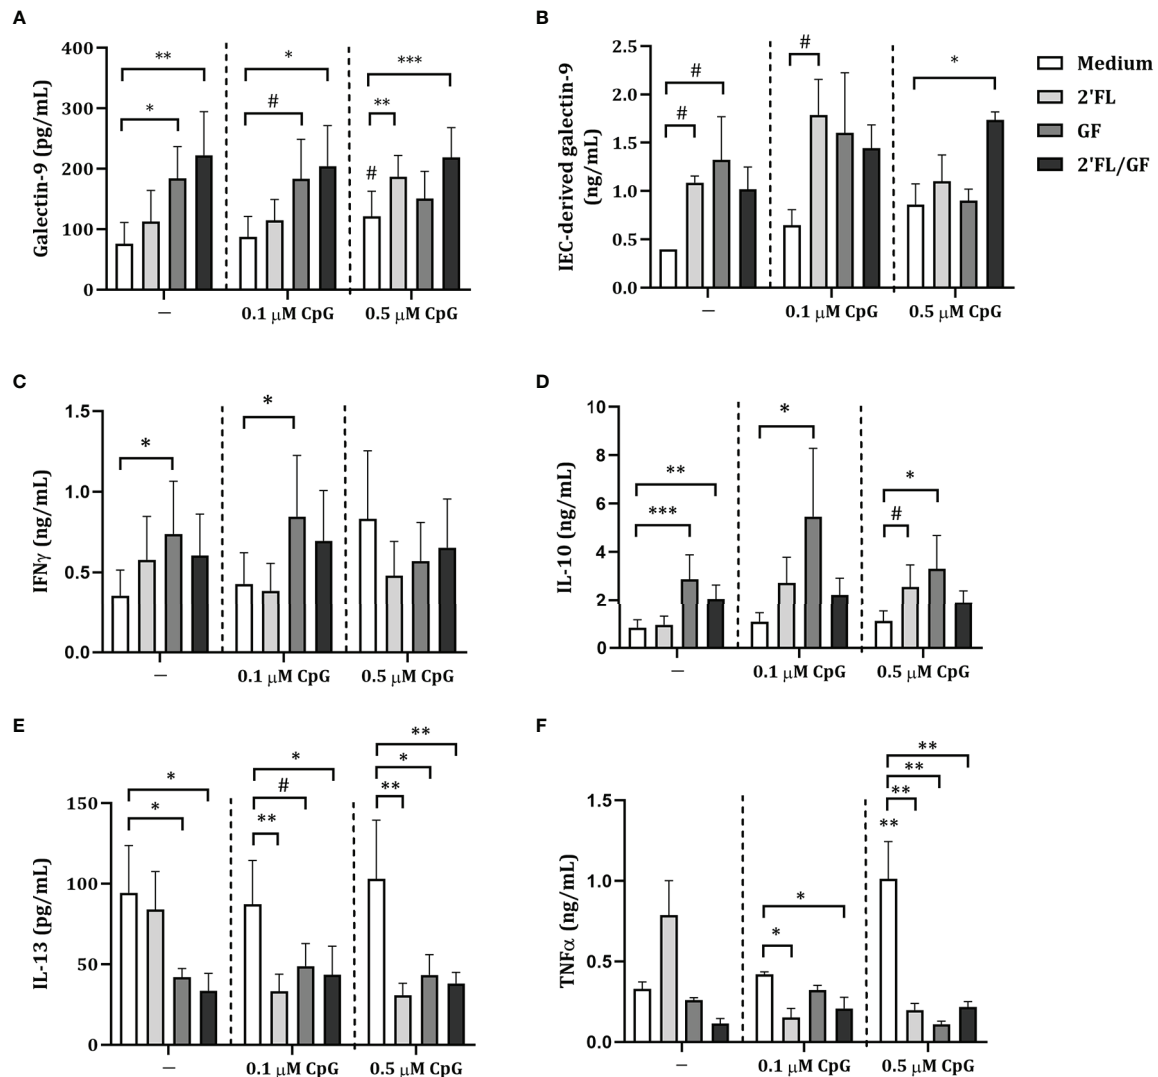 A
Galectin-9 (pg/mL)
400
300
200
100
0
**
*
*
#
***
**
#
–
0.1 μM CpG
0.5 μM CpG
B
IEC-derived galectin-9
(ng/mL)
2.5
2.0
1.5
1.0
0.5
0.0
#
#
#
*
–
0.1 μM CpG
0.5 μM CpG
Medium
2'FL
GF
2'FL/GF
C
IFNγ (ng/mL)
1.5
1.0
0.5
0.0
*
*
–
0.1 μM CpG
0.5 μM CpG
D
IL-10 (ng/mL)
10
8
6
4
2
0
**
***
*
*
#
–
0.1 μM CpG
0.5 μM CpG
E
IL-13 (pg/mL)
150
100
50
0
*
*
*
#
**
**
*
**
–
0.1 μM CpG
0.5 μM CpG
F
TNFα (ng/mL)
1.5
1.0
0.5
0.0
*
*
**
**
**
**
–
0.1 μM CpG
0.5 μM CpG